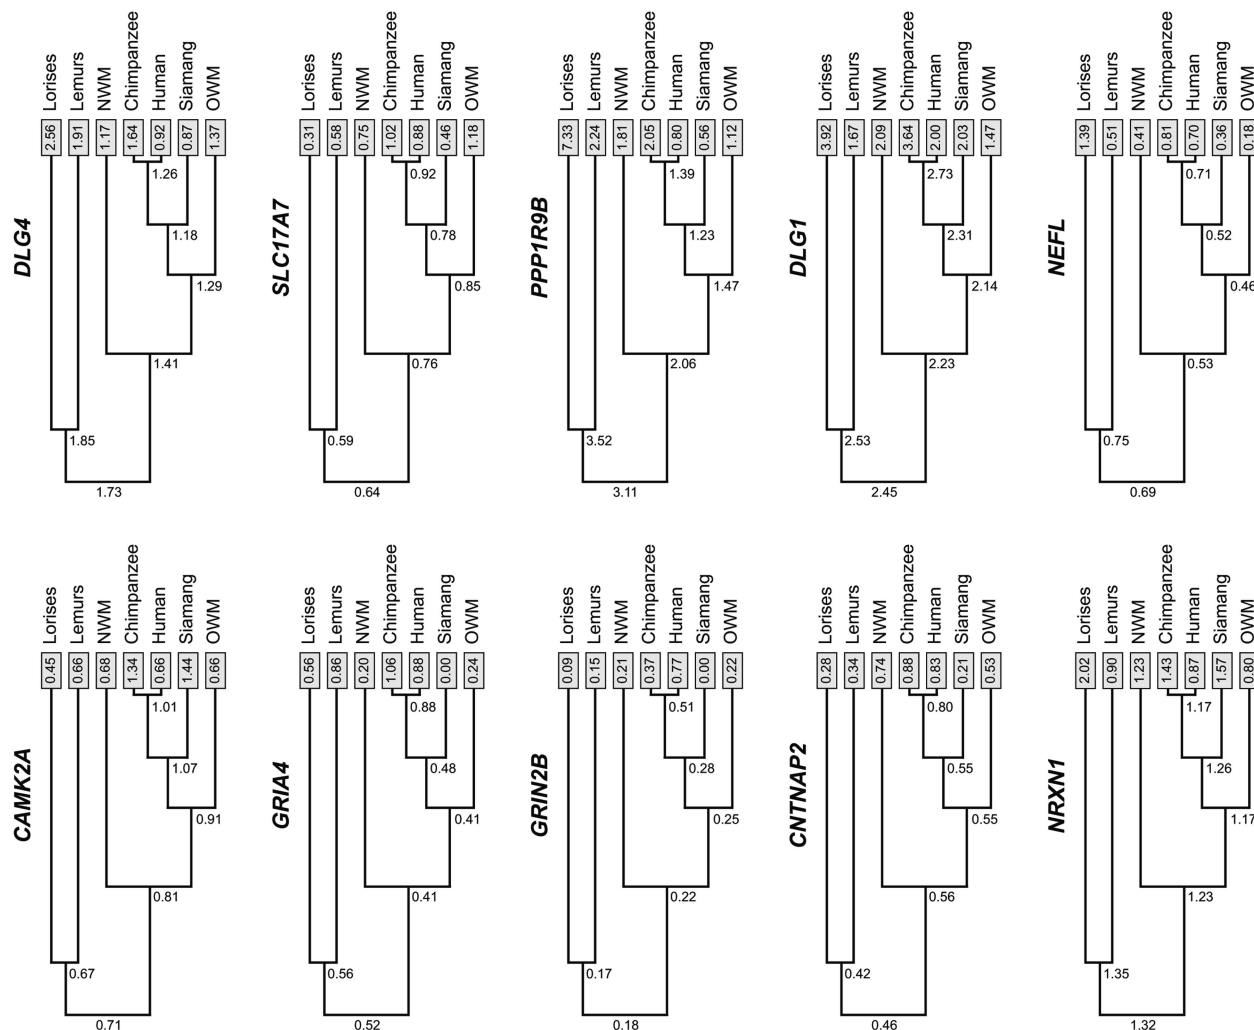 Lorises Lemurs NWM Chimpanzee Human Siamang OWM
2.56 1.91 1.17 1.64 0.92 0.87 1.37
DLG4
1.26
1.18
1.29
1.41
1.85
1.73
Lorises Lemurs NWM Chimpanzee Human Siamang OWM
0.31 0.58 0.75 1.02 0.88 0.46 1.18
SLC17A7
0.92
0.78
0.85
0.76
0.59
0.64
Lorises Lemurs NWM Chimpanzee Human Siamang OWM
7.33 2.24 1.81 2.05 0.80 0.56 1.12
PPP1R9B
1.39
1.23
1.47
2.06
3.52
3.11
Lorises Lemurs NWM Chimpanzee Human Siamang OWM
3.92 1.67 2.09 3.64 2.00 2.03 1.47
DLG1
2.73
2.31
2.14
2.23
2.53
2.45
Lorises Lemurs NWM Chimpanzee Human Siamang OWM
1.39 0.51 0.41 0.81 0.70 0.36 0.18
NEFL
0.71
0.52
0.46
0.53
0.75
0.69
Lorises Lemurs NWM Chimpanzee Human Siamang OWM
0.45 0.66 0.68 1.34 0.66 1.44 0.66
CAMK2A
1.01
1.07
0.91
0.81
0.67
0.71
Lorises Lemurs NWM Chimpanzee Human Siamang OWM
0.56 0.86 0.20 1.06 0.88 0.00 0.24
GRIA4
0.88
0.48
0.41
0.41
0.56
0.52
Lorises Lemurs NWM Chimpanzee Human Siamang OWM
0.09 0.15 0.21 0.37 0.77 0.00 0.22
GRIN2B
0.51
0.28
0.25
0.22
0.17
0.18
Lorises Lemurs NWM Chimpanzee Human Siamang OWM
0.28 0.34 0.74 0.88 0.83 0.21 0.53
CNTNAP2
0.80
0.55
0.55
0.56
0.42
0.46
Lorises Lemurs NWM Chimpanzee Human Siamang OWM
2.02 0.90 1.23 1.43 0.87 1.57 0.80
NRXN1
1.17
1.26
1.17
1.23
1.35
1.32